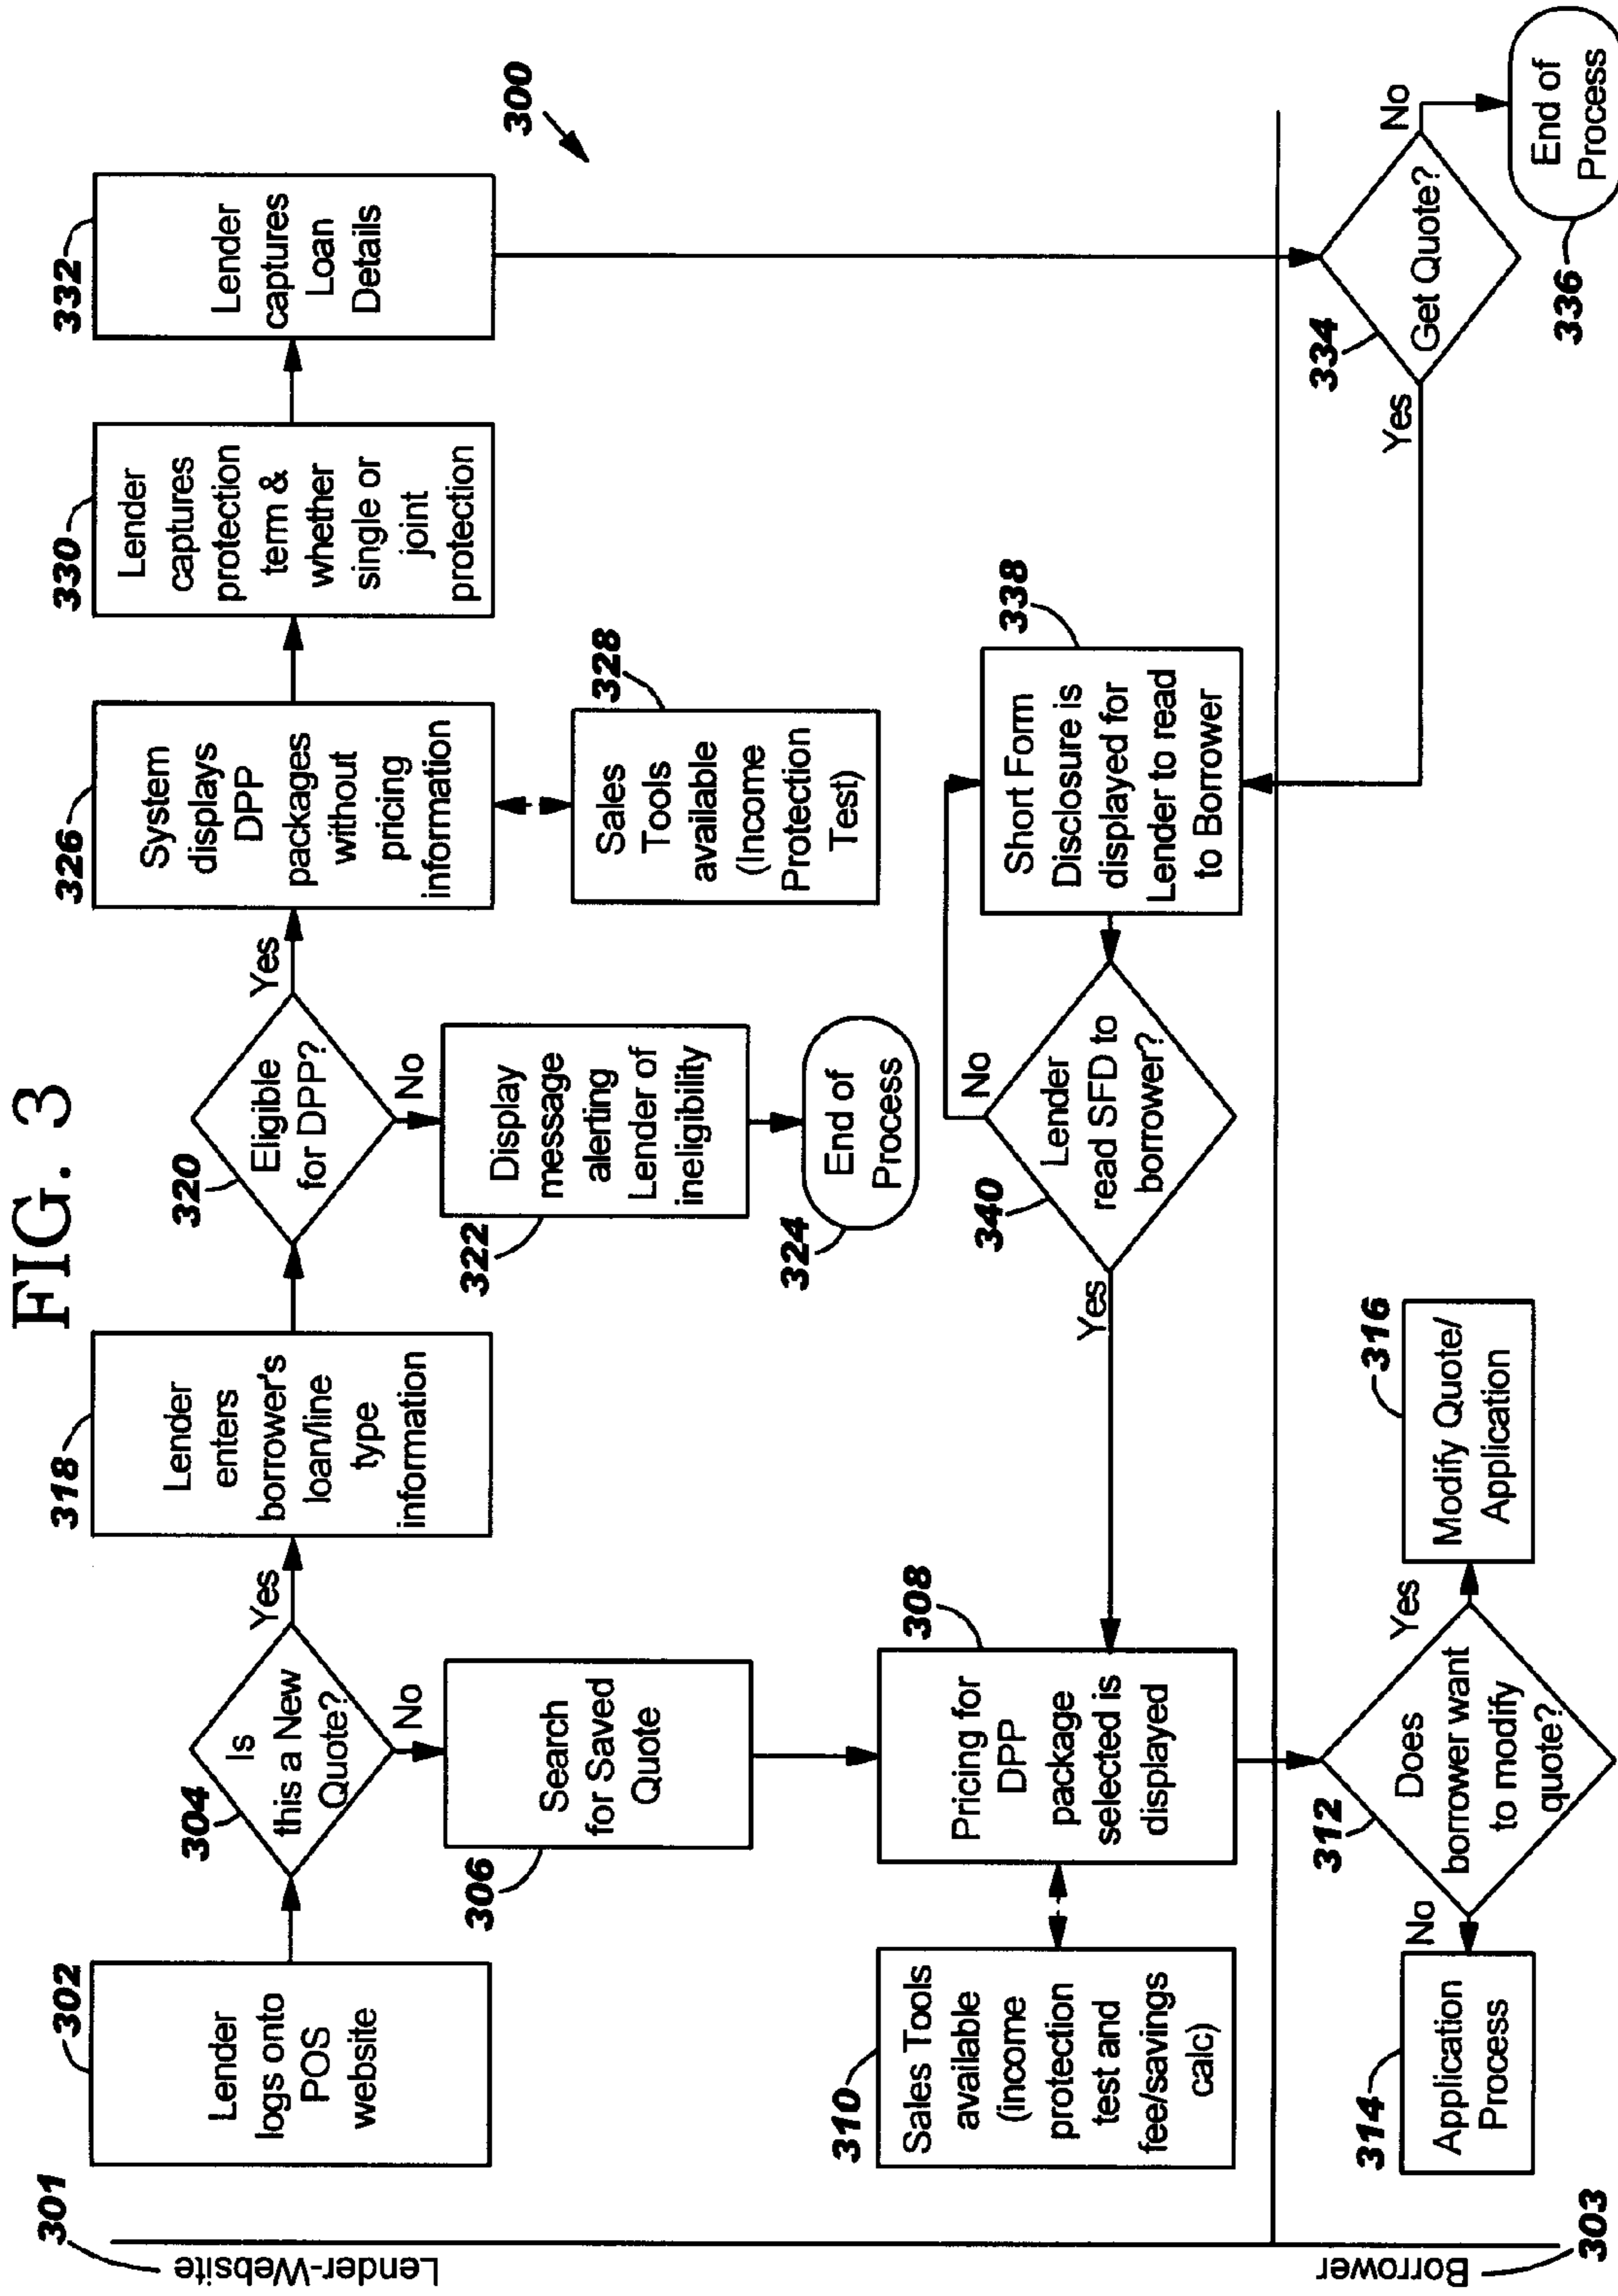 FIG. 3
301
Lender-Website
302
Lender
logs onto
POS
website
304
Is
this a New
Quote?
Yes
No
318
Lender
enters
borrower's
loan/line
type
information
320
Eligible
for DPP?
Yes
No
326
System
displays
DPP
packages
without
pricing
information
330
Lender
captures
protection
term &
whether
single or
joint
protection
332
Lender
captures
Loan
Details
300
306
Search
for Saved
Quote
322
Display
message
alerting
Lender of
ineligibility
324
End of
Process
328
Sales
Tools
available
(Income
Protection
Test)
310
Sales Tools
available
(income
protection
test and
fee/savings
calc)
308
Pricing for
DPP
package
selected is
displayed
340
Lender
read SFD to
borrower?
Yes
No
338
Short Form
Disclosure is
displayed for
Lender to read
to Borrower
303
Borrower
314
Application
Process
No
312
Does
borrower want
to modify
quote?
Yes
316
Modify Quote/
Application
334
Get Quote?
Yes
No
336
End of
Process